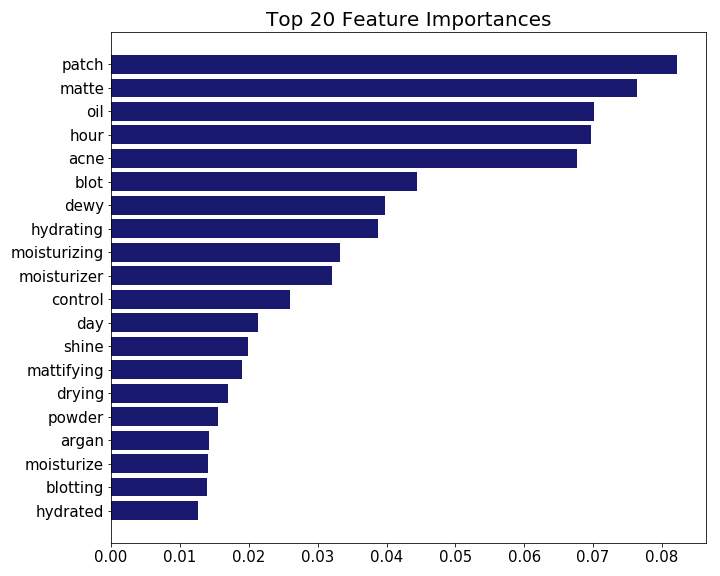 Top 20 Feature Importances
patch
matte
oil
hour
acne
blot
dewy
hydrating
moisturizing
moisturizer
control
day
shine
mattifying
drying
powder
argan
moisturize
blotting
hydrated
0.00 0.01 0.02 0.03 0.04 0.05 0.06 0.07 0.08